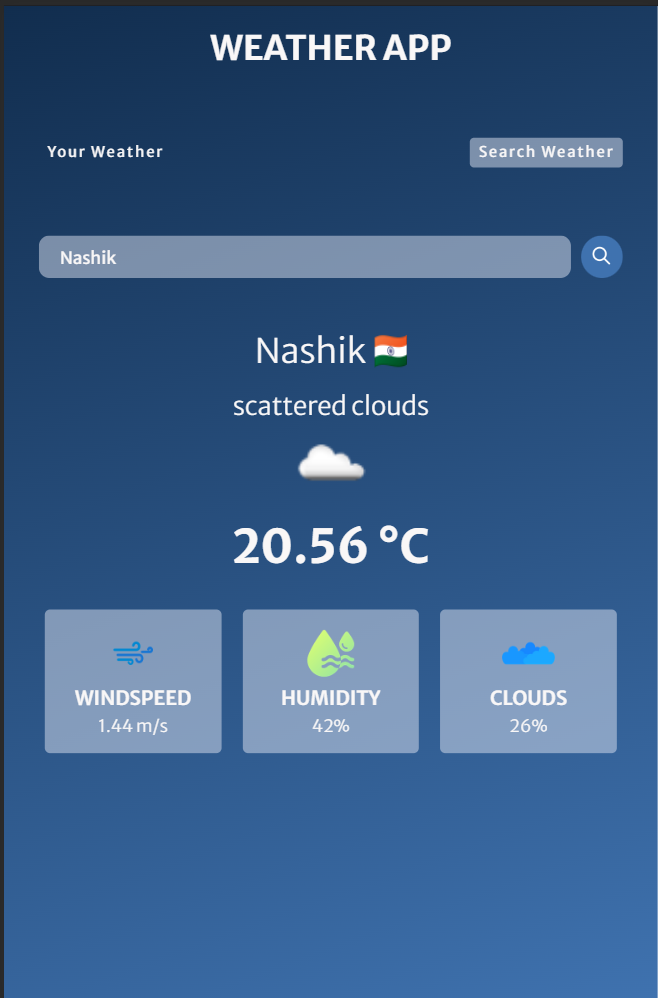 WEATHER APP
Your Weather
Search Weather
Nashik
Nashik
scattered clouds
20.56 °C
WINDSPEED
1.44 m/s
HUMIDITY
42%
CLOUDS
26%